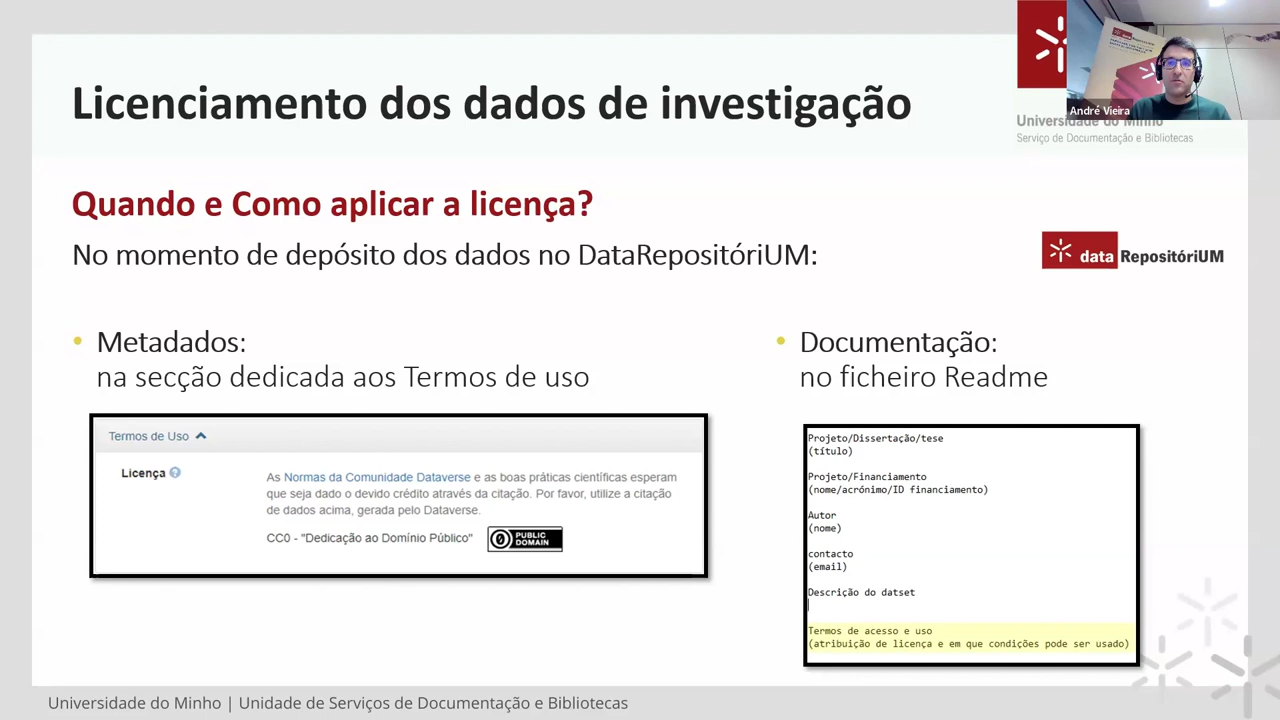 Licenciamento dos dados de investigação
André Vieira
Universidade do Minho
Serviço de Documentação e Bibliotecas
Quando e Como aplicar a licença?
No momento de depósito dos dados no DataRepositóriUM:
data RepositóriUM
• Metadados:
na secção dedicada aos Termos de uso
Termos de Uso
Licença
As Normas da Comunidade Dataverse e as boas práticas científicas esperam
que seja dado o devido crédito através da citação. Por favor, utilize a citação
de dados acima, gerada pelo Dataverse.
CC0 - "Dedicação ao Domínio Público"
PUBLIC
DOMAIN
• Documentação:
no ficheiro Readme
Projeto/Dissertação/tese
(título)
Projeto/Financiamento
(nome/acrónimo/ID financiamento)
Autor
(nome)
contacto
(email)
Descrição do datset
Termos de acesso e uso
(atribuição de licença e em que condições pode ser usado)
Universidade do Minho | Unidade de Serviços de Documentação e Bibliotecas